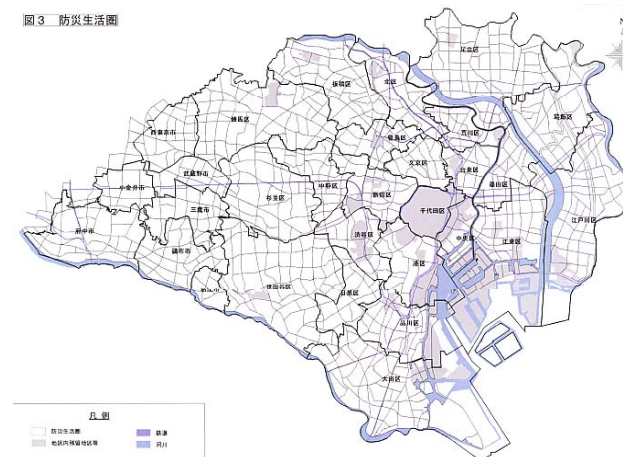 図3 防災生活圏
N
足立区
北区
板橋区
葛飾区
練馬区
西東京市
荒川区
豊島区
文京区
台東区
墨田区
武蔵野市
中野区
新宿区
小金井市
杉並区
千代田区
江戸川区
三鷹市
府中市
渋谷区
中央区
江東区
調布市
港区
世田谷区
目黒区
狛江市
品川区
大田区
凡例
防災生活圏
鉄道
地区内残留地区等
河川